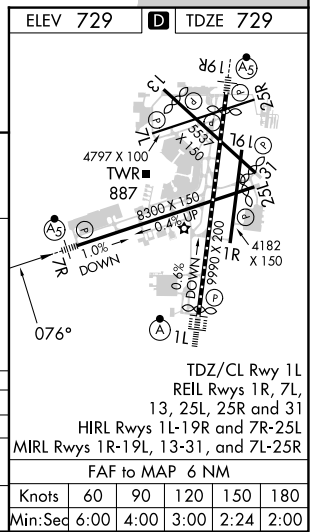 ELEV 729 D TDZE 729
19R
A5
13
25R
P
P
7L
5537 X 150
19L
4797 X 100
TWR
887
31
25L
8300 X 150
0.4% UP
A5
P
7R
1.0% DOWN
1R
4182 X 150
0.6% DOWN
9990 X 200
P
076°
A
1L
TDZ/CL Rwy 1L
REIL Rwys 1R, 7L,
13, 25L, 25R and 31
HIRL Rwys 1L-19R and 7R-25L
MIRL Rwys 1R-19L, 13-31, and 7L-25R
FAF to MAP 6 NM
Knots 60 90 120 150 180
Min:Sec 6:00 4:00 3:00 2:24 2:00